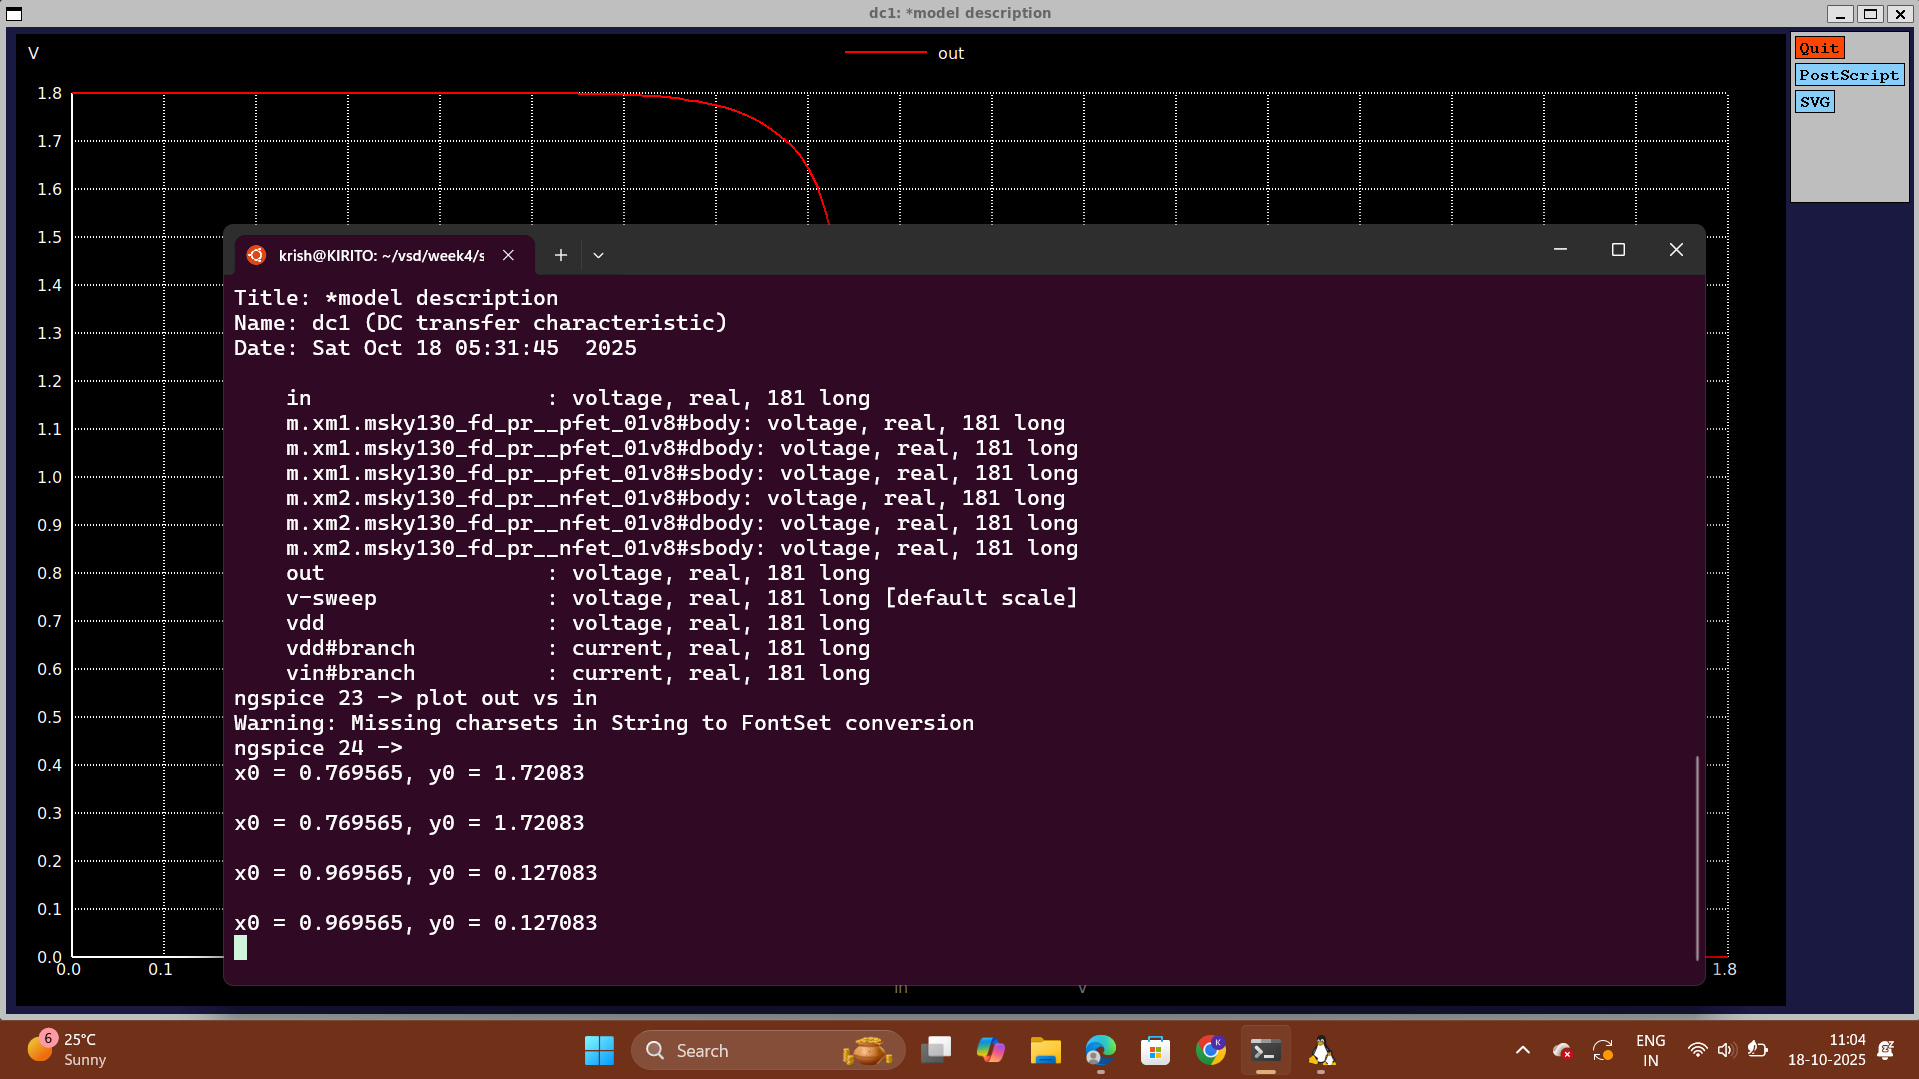 dc1: *model description
V
out
Quit
PostScript
SVG
1.8
1.7
1.6
1.5
1.4
1.3
1.2
1.1
1.0
0.9
0.8
0.7
0.6
0.5
0.4
0.3
0.2
0.1
0.0
0.0 0.1 1.8
in V
krish@KIRITO: ~/vsd/week4/s
Title: *model description
Name: dc1 (DC transfer characteristic)
Date: Sat Oct 18 05:31:45  2025
in : voltage, real, 181 long
m.xm1.msky130_fd_pr__pfet_01v8#body: voltage, real, 181 long
m.xm1.msky130_fd_pr__pfet_01v8#dbody: voltage, real, 181 long
m.xm1.msky130_fd_pr__pfet_01v8#sbody: voltage, real, 181 long
m.xm2.msky130_fd_pr__nfet_01v8#body: voltage, real, 181 long
m.xm2.msky130_fd_pr__nfet_01v8#dbody: voltage, real, 181 long
m.xm2.msky130_fd_pr__nfet_01v8#sbody: voltage, real, 181 long
out : voltage, real, 181 long
v-sweep : voltage, real, 181 long [default scale]
vdd : voltage, real, 181 long
vdd#branch : current, real, 181 long
vin#branch : current, real, 181 long
ngspice 23 -> plot out vs in
Warning: Missing charsets in String to FontSet conversion
ngspice 24 ->
x0 = 0.769565, y0 = 1.72083
x0 = 0.769565, y0 = 1.72083
x0 = 0.969565, y0 = 0.127083
x0 = 0.969565, y0 = 0.127083
6
25°C
Sunny
Search
K
ENG
IN
11:04
18-10-2025